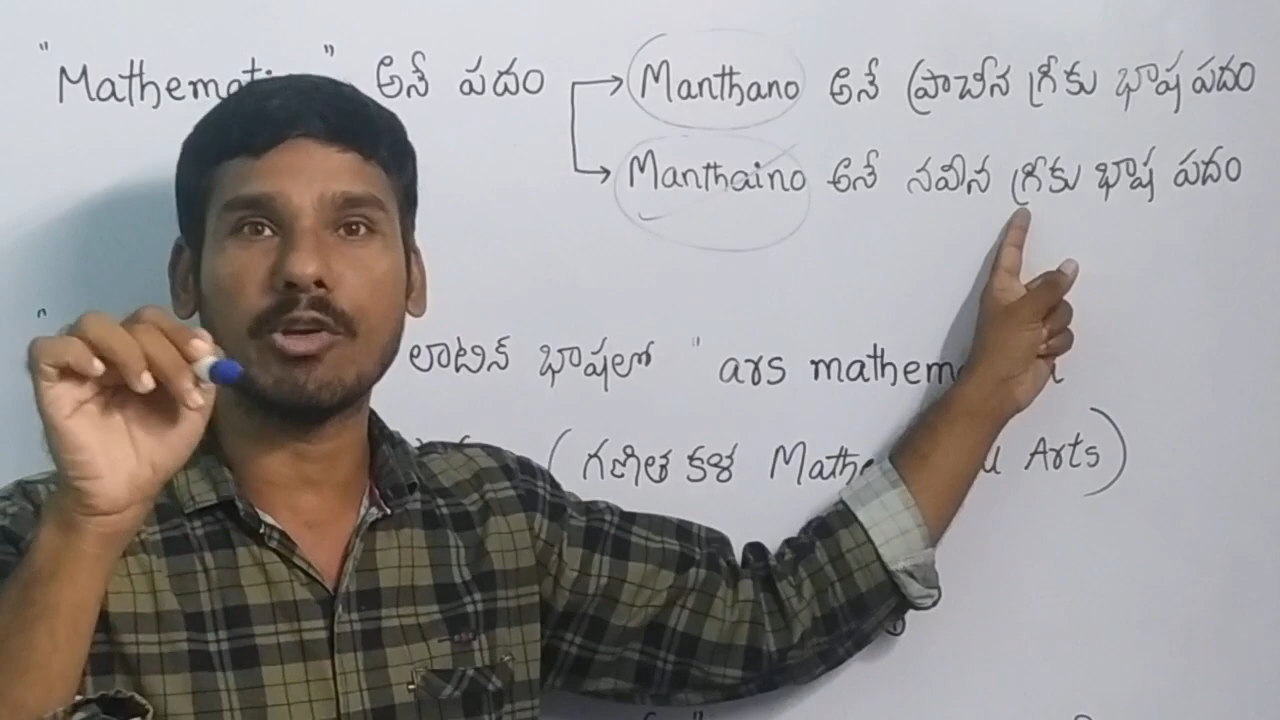 "Mathemati " అనే పదం → Manthano అనే ప్రాచీన గ్రీకు భాష పదం
→ Manthaino అనే నవీన గ్రీకు భాష పదం
" లాటిన్ భాషలో "ars mathem
(గణిత కళ Mathe Arts)